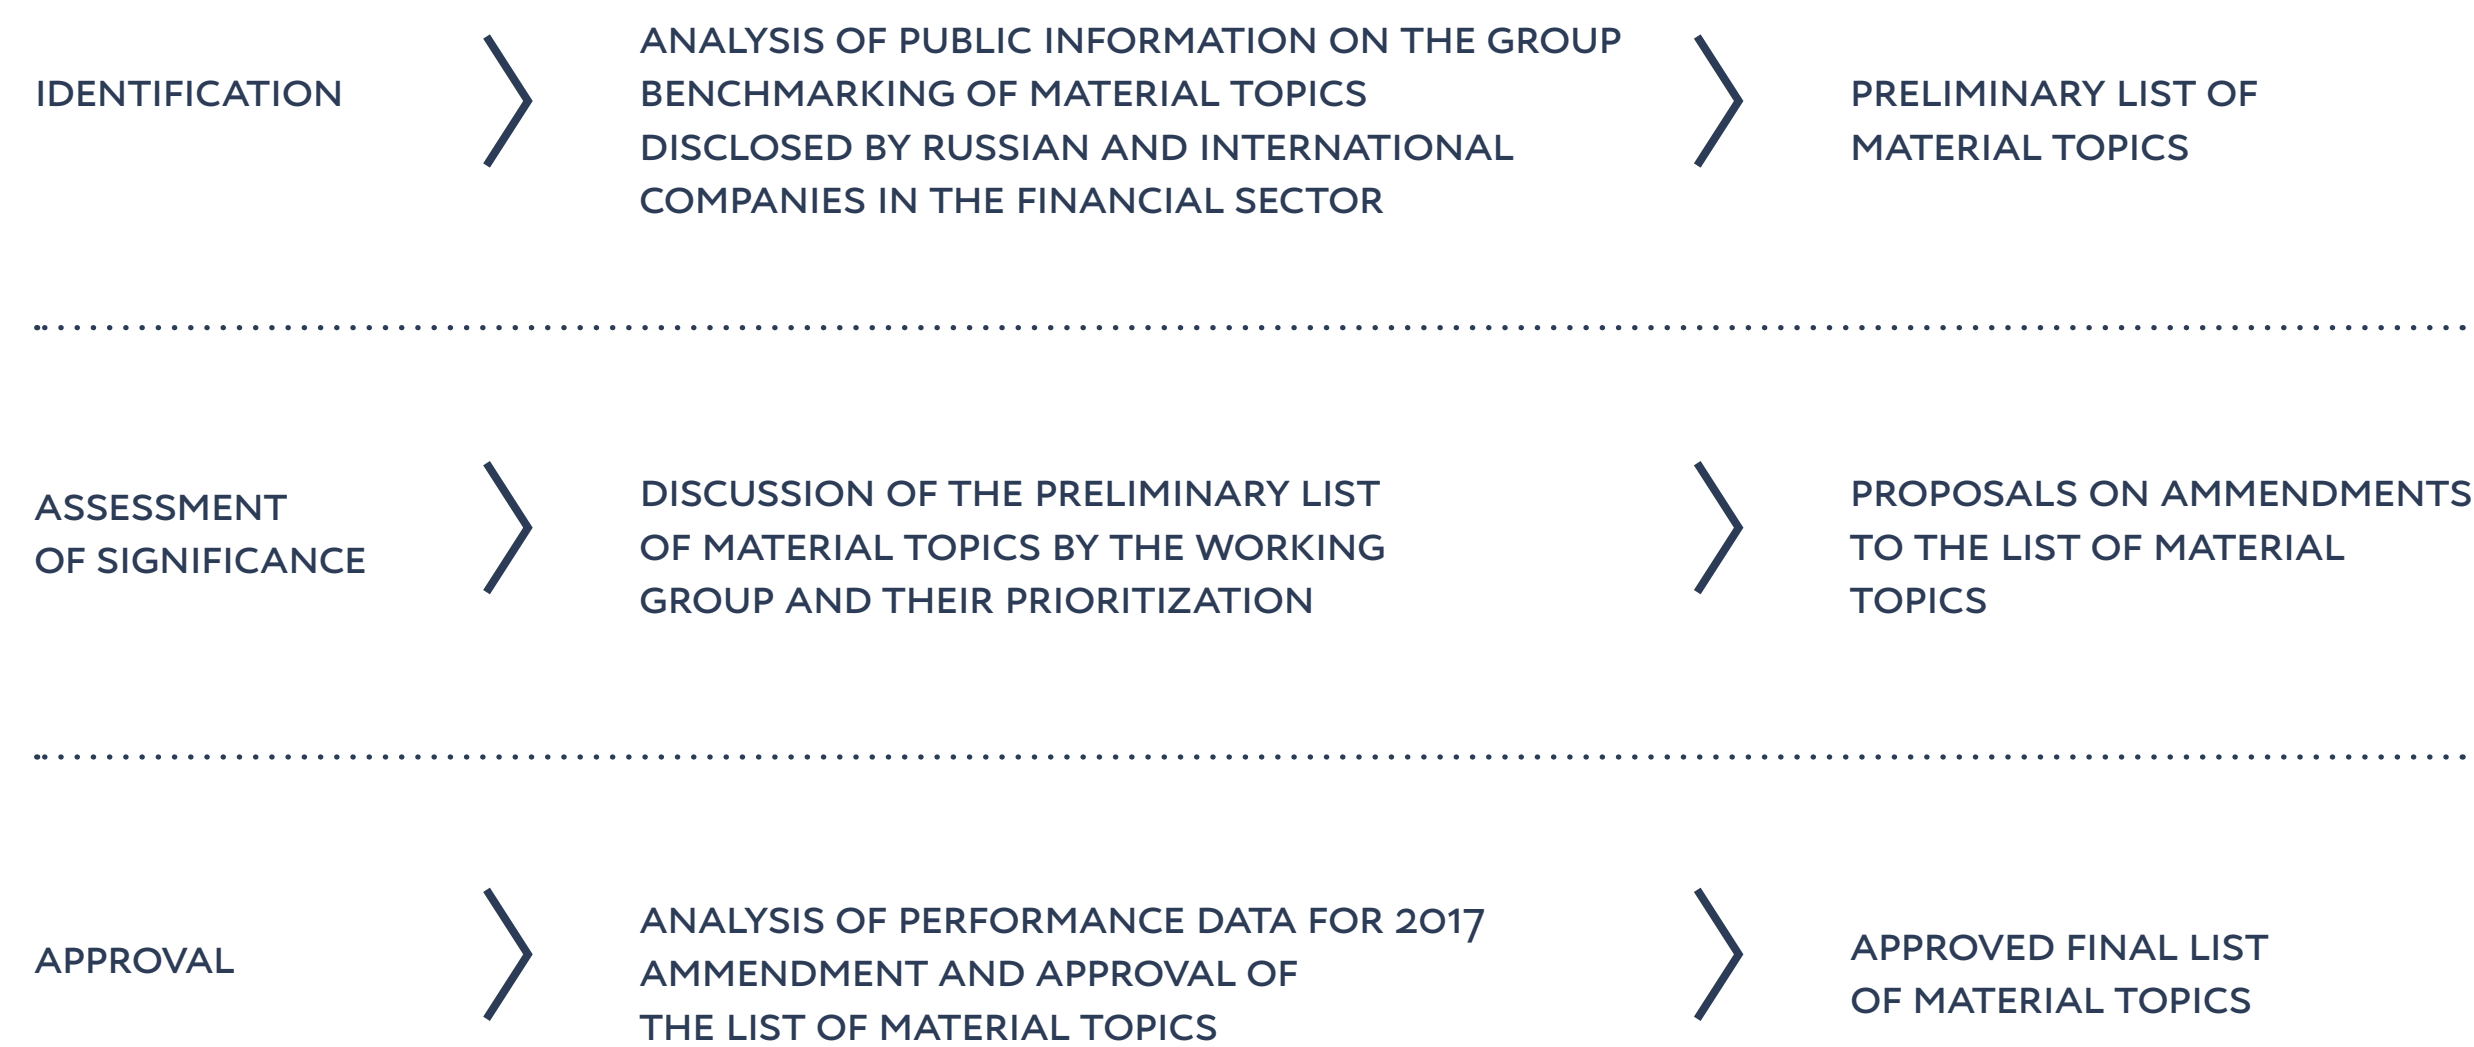 IDENTIFICATION
ANALYSIS OF PUBLIC INFORMATION ON THE GROUP
BENCHMARKING OF MATERIAL TOPICS
DISCLOSED BY RUSSIAN AND INTERNATIONAL
COMPANIES IN THE FINANCIAL SECTOR
PRELIMINARY LIST OF
MATERIAL TOPICS
ASSESSMENT
OF SIGNIFICANCE
DISCUSSION OF THE PRELIMINARY LIST
OF MATERIAL TOPICS BY THE WORKING
GROUP AND THEIR PRIORITIZATION
PROPOSALS ON AMMENDMENTS
TO THE LIST OF MATERIAL
TOPICS
APPROVAL
ANALYSIS OF PERFORMANCE DATA FOR 2017
AMMENDMENT AND APPROVAL OF
THE LIST OF MATERIAL TOPICS
APPROVED FINAL LIST
OF MATERIAL TOPICS